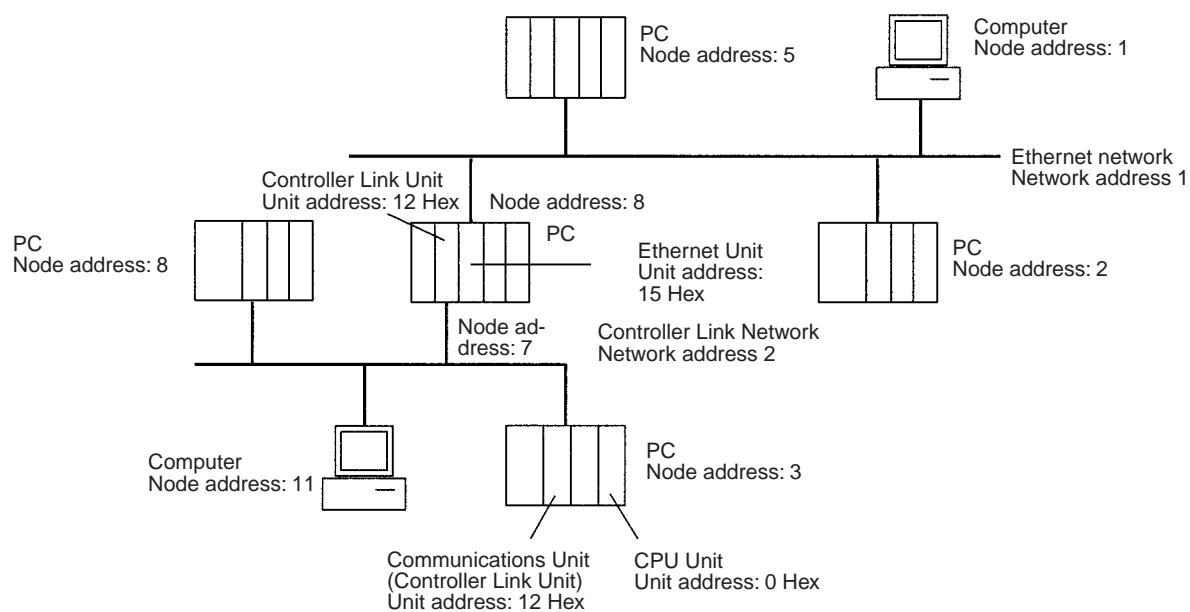 PC
Node address: 5
Computer
Node address: 1
Ethernet network
Network address 1
Controller Link Unit
Unit address: 12 Hex
Node address: 8
PC
PC
Node address: 8
Ethernet Unit
Unit address:
15 Hex
PC
Node address: 2
Node ad-
dress: 7
Controller Link Network
Network address 2
Computer
Node address: 11
PC
Node address: 3
Communications Unit
(Controller Link Unit)
Unit address: 12 Hex
CPU Unit
Unit address: 0 Hex